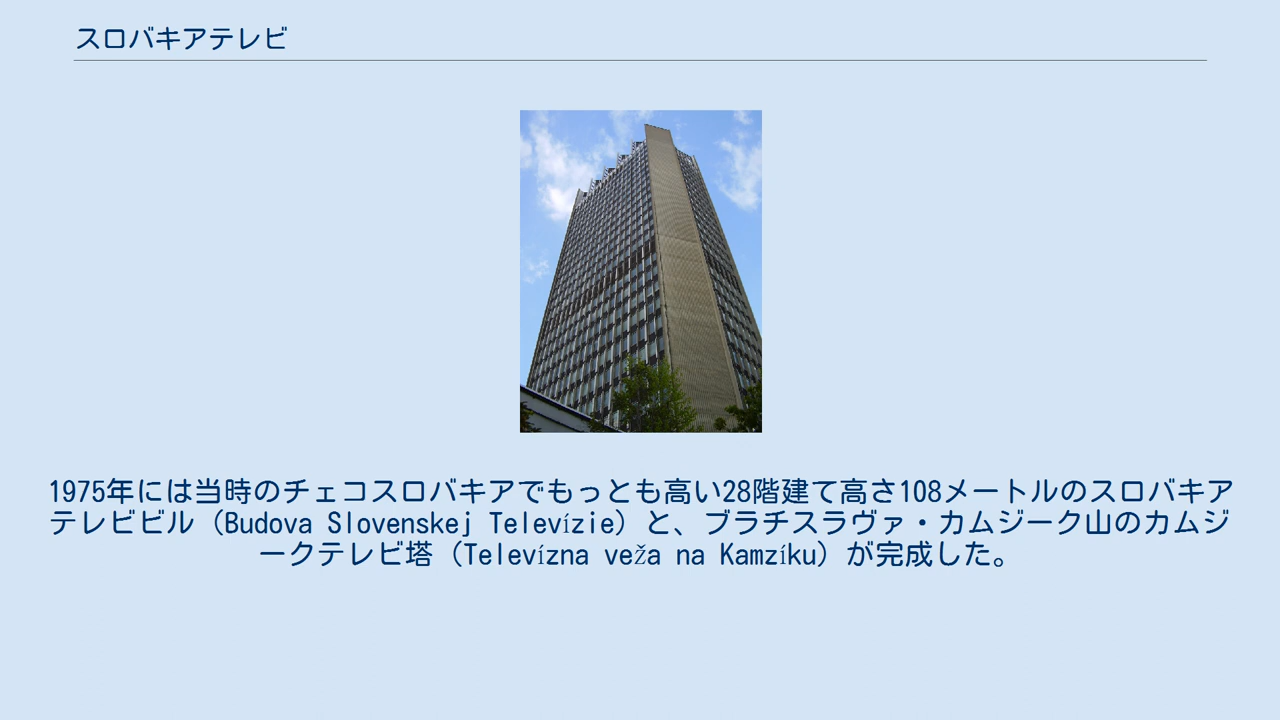 スロバキアテレビ
1975年には当時のチェコスロバキアでもっとも高い28階建て高さ108メートルのスロバキア
テレビビル（Budova Slovenskej Televízie）と、ブラチスラヴァ・カムジーク山のカムジ
ークテレビ塔（Televízna veža na Kamzíku）が完成した。